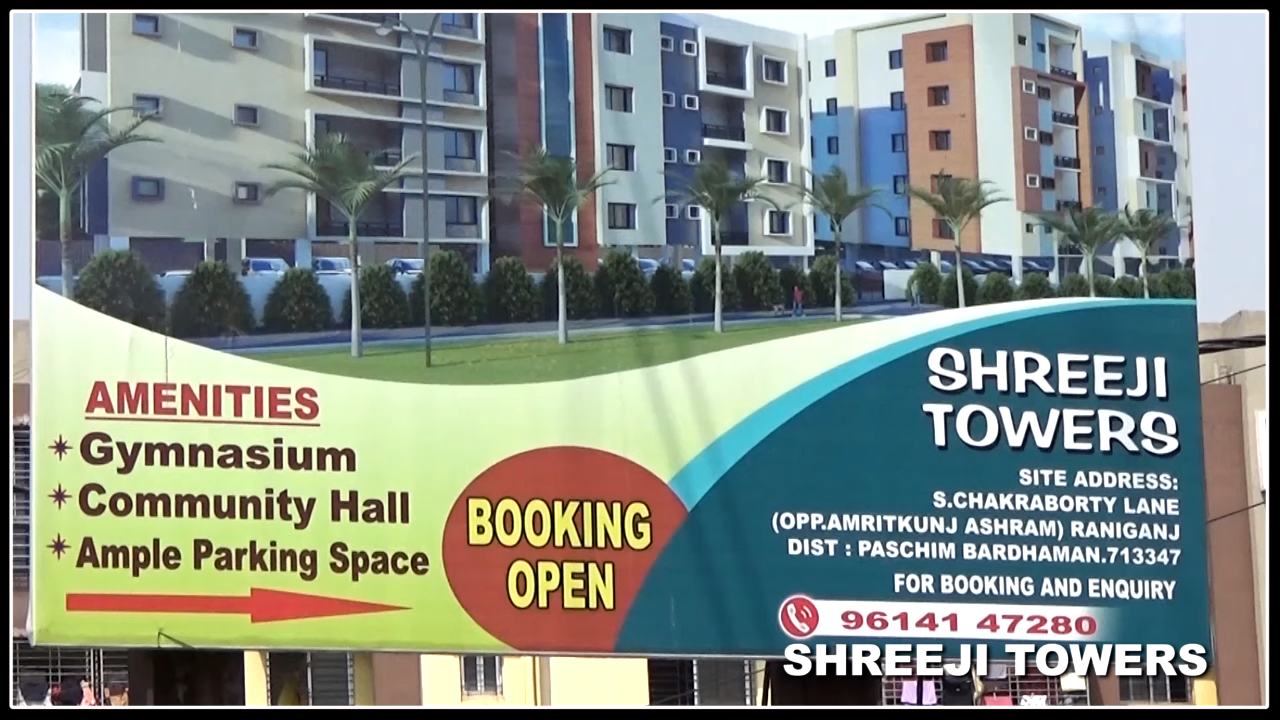 AMENITIES
Gymnasium
Community Hall
Ample Parking Space
BOOKING
OPEN
SHREEJI
TOWERS
SITE ADDRESS:
S.CHAKRABORTY LANE
(OPP.AMRITKUNJ ASHRAM) RANIGANJ
DIST : PASCHIM BARDHAMAN.713347
FOR BOOKING AND ENQUIRY
96141 47280
SHREEJI TOWERS